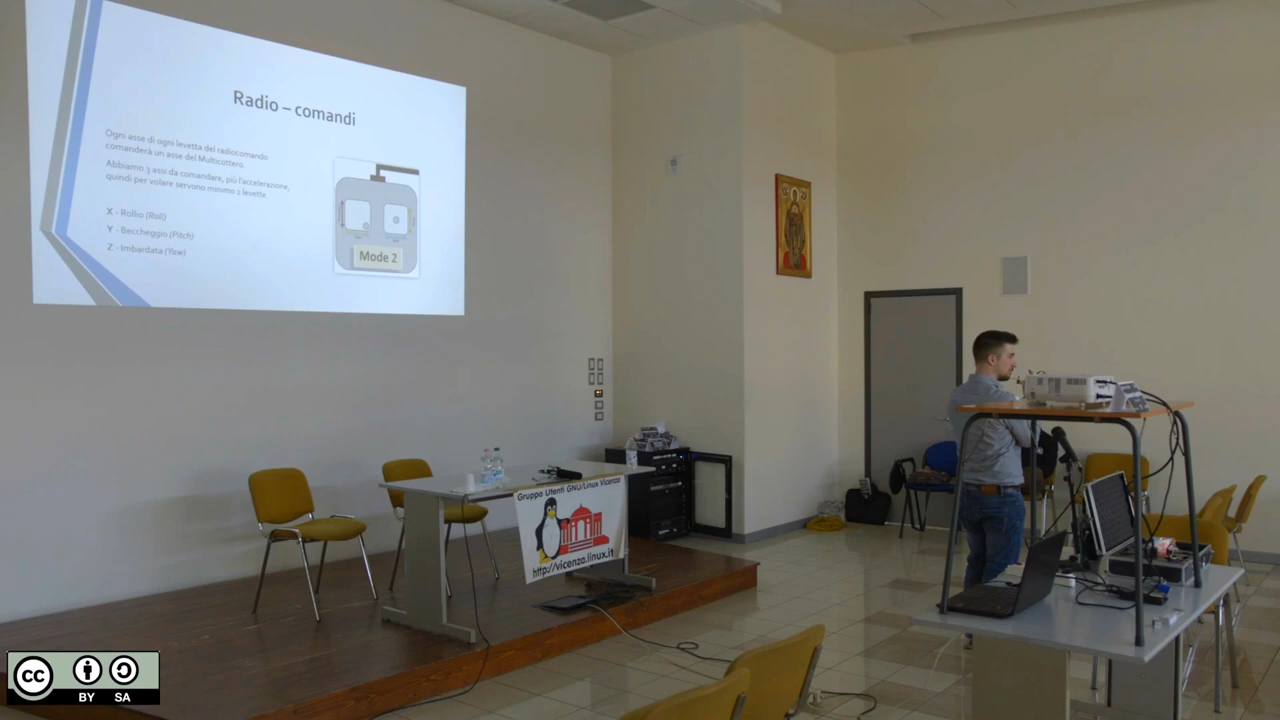 Radio – comandi
Ogni asse di ogni levetta del radiocomando
comanderà un asse del Multicottero
Abbiamo 3 assi da comandare, più l'accelerazione,
quindi per volare servono minimo 2 levette
X - Rollio (Roll)
Y - Beccheggio (Pitch)
Z - Imbardata (Yaw)
Mode 2
Gruppo Utenti GNU/Linux Vicenza
http://vicenza.linux.it
cc
BY SA